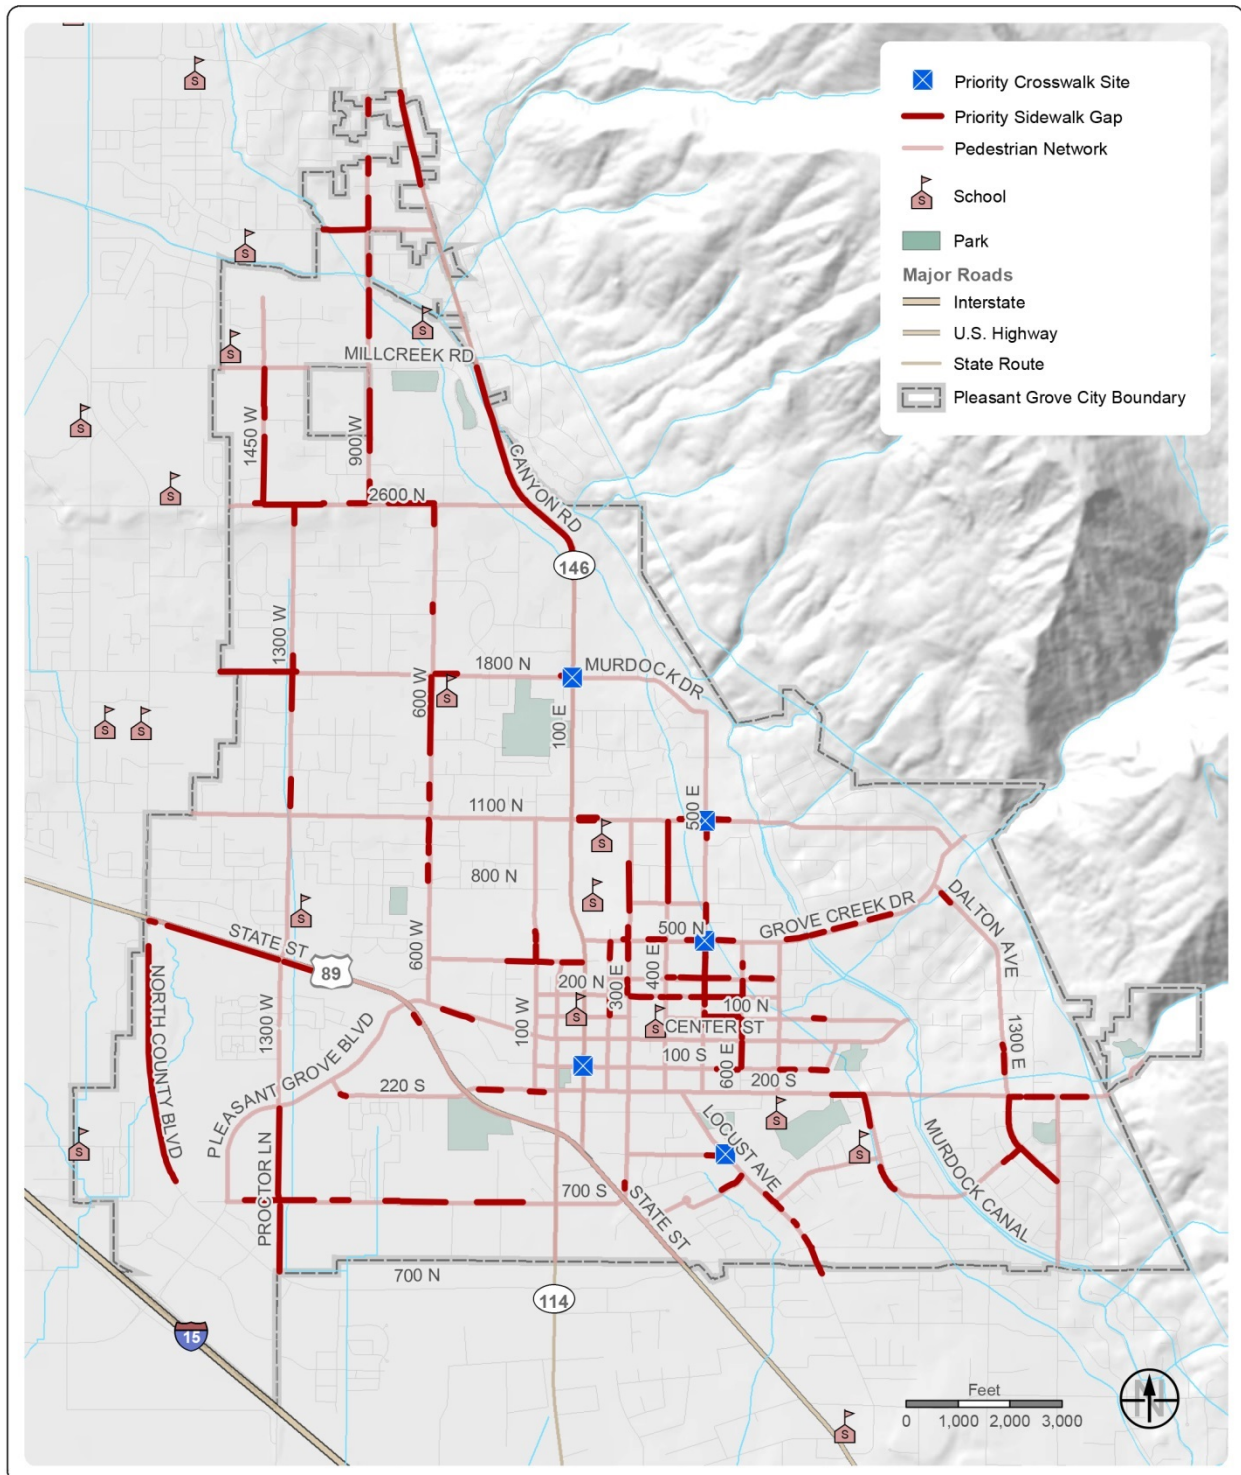 Priority Crosswalk Site
Priority Sidewalk Gap
Pedestrian Network
School
Park
Major Roads
Interstate
U.S. Highway
State Route
Pleasant Grove City Boundary
S
S
S
S
S
S
MILLCREEK RD
1450 W
900 W
2600 N
CANYON RD
146
1300 W
1800 N
MURDOCK DR
600 W
S
S
S
100 E
1100 N
500 E
S
800 N
S
S
DALTON AVE
GROVE CREEK DR
STATE ST
500 N
600 W
400 E
89
NORTH COUNTY BLVD
200 N
300 E
100 N
S
S
CENTER ST
1300 W
100 W
1300 E
PLEASANT GROVE BLVD
100 S
600 E
200 S
220 S
S
LOCUST AVE
S
S
MURDOCK CANAL
PROCTOR LN
700 S
STATE ST
700 N
114
15
Feet
0 1,000 2,000 3,000
N
S